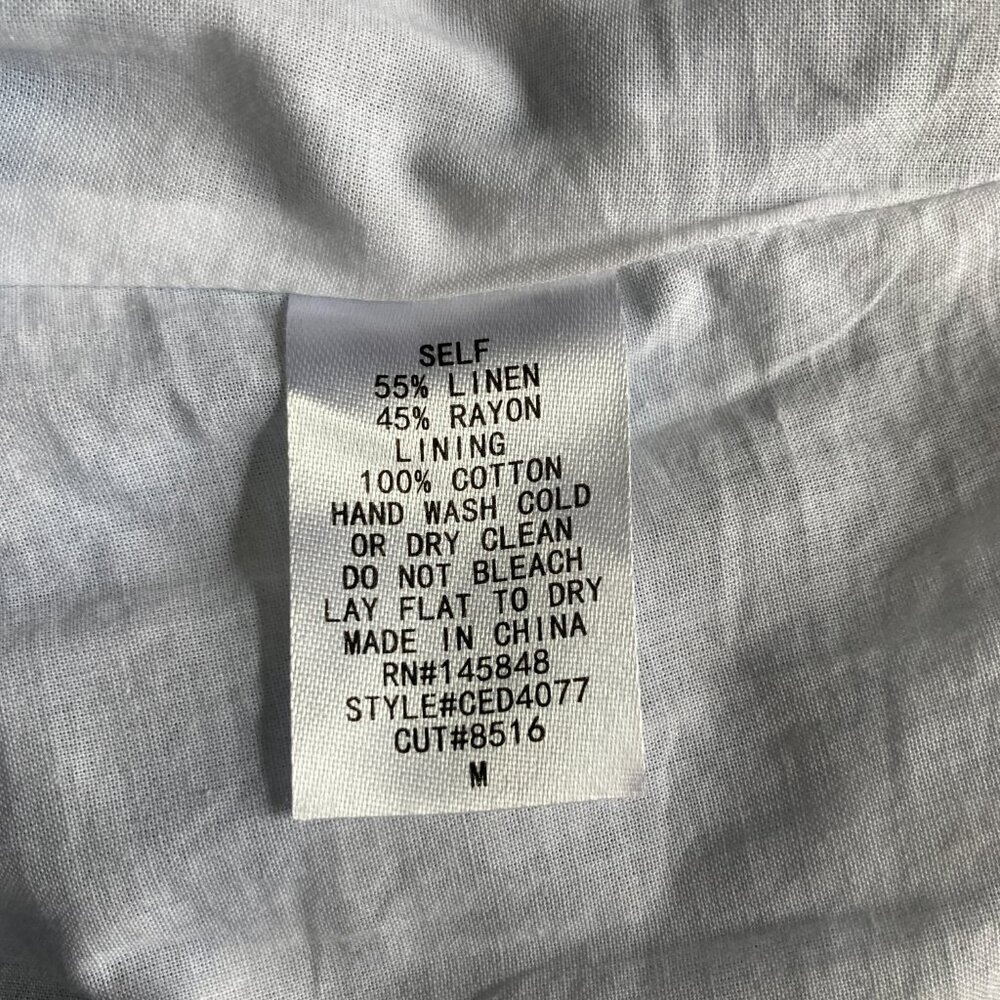 SELF
55% LINEN
45% RAYON
LINING
100% COTTON
HAND WASH COLD
OR DRY CLEAN
DO NOT BLEACH
LAY FLAT TO DRY
MADE IN CHINA
RN#145848
STYLE#CED4077
CUT#8516
M